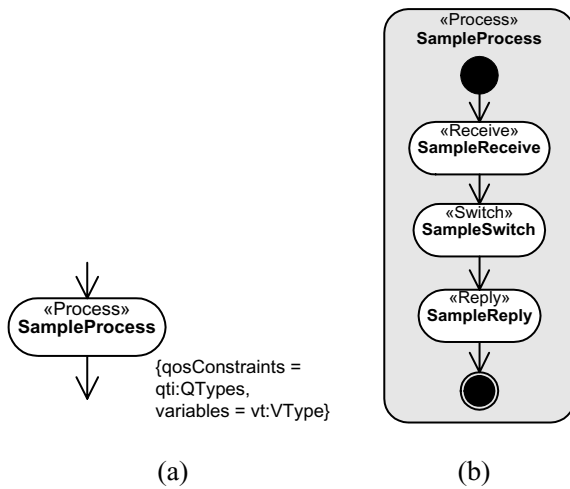 «Process»
SampleProcess
{qosConstraints =
qti:QTypes,
variables = vt:VType}
(a)
«Process»
SampleProcess
«Receive»
SampleReceive
«Switch»
SampleSwitch
«Reply»
SampleReply
(b)